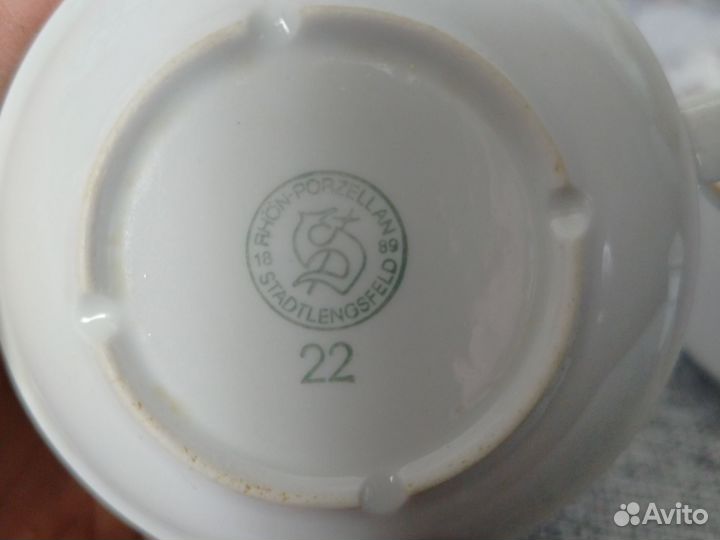 RHÖN-PORZELLAN
18 89
STADTLENGSFELD
22
Avito